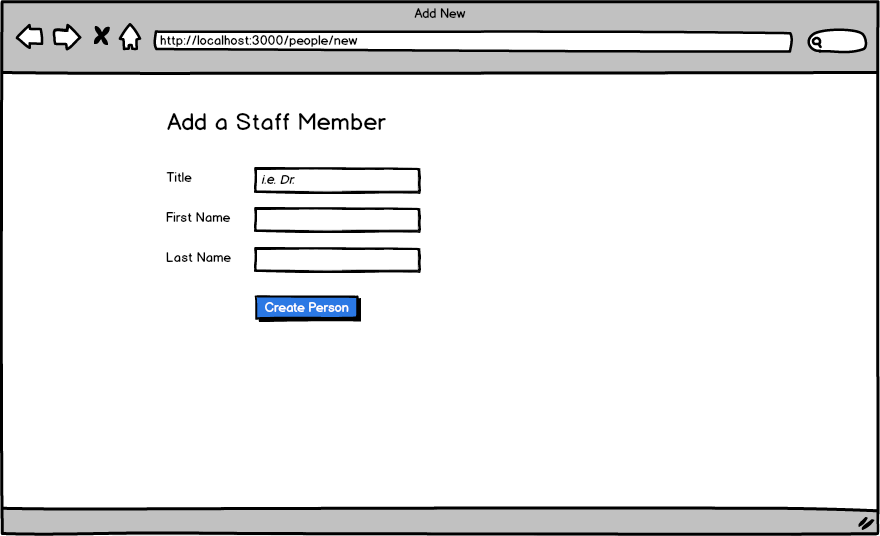 Add New
http://localhost:3000/people/new
Add a Staff Member
Title
i.e. Dr.
First Name
Last Name
Create Person